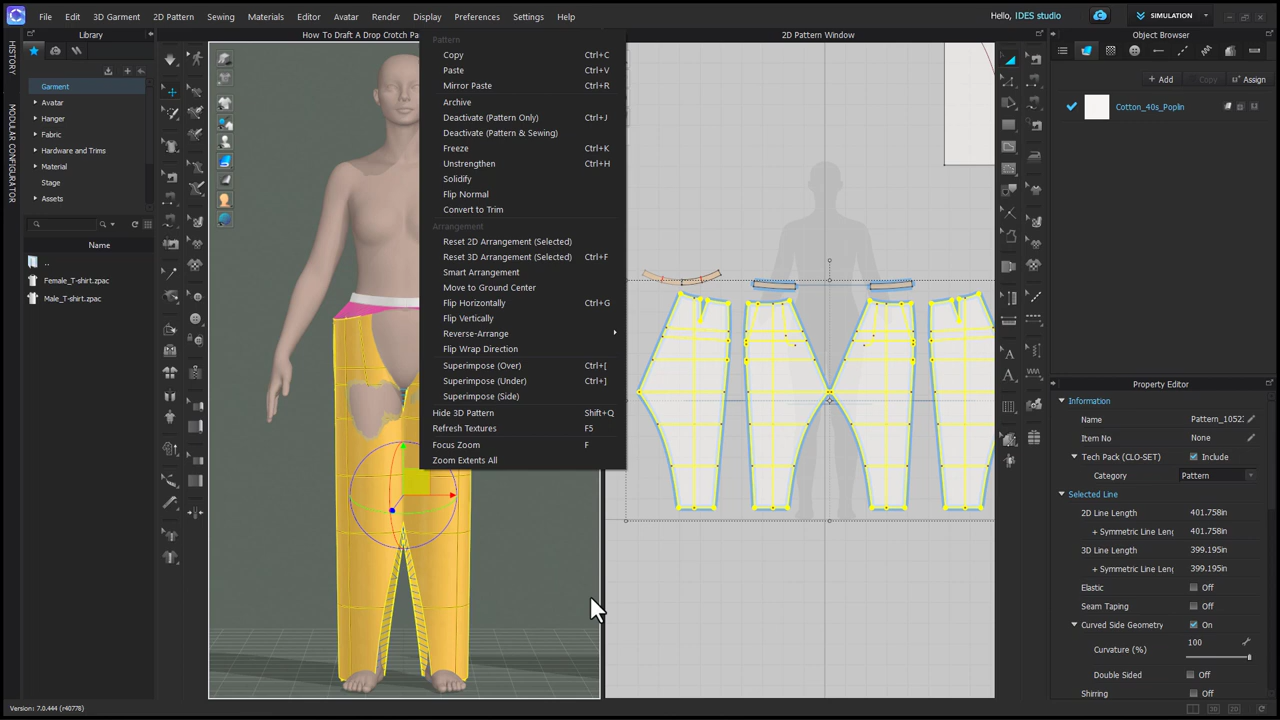 File Edit 3D Garment 2D Pattern Sewing Materials Editor Avatar Render Display Preferences Settings Help
Hello, IDES studio
SIMULATION
HISTORY
MODULAR CONFIGURATOR
Library
Garment
Avatar
Hanger
Fabric
Hardware and Trims
Material
Stage
Assets
Name
..
Female_T-shirt.zpac
Male_T-shirt.zpac
How To Draft A Drop Crotch Pa
Pattern
Copy Ctrl+C
Paste Ctrl+V
Mirror Paste Ctrl+R
Archive
Deactivate (Pattern Only) Ctrl+J
Deactivate (Pattern & Sewing)
Freeze Ctrl+K
Unstrengthen Ctrl+H
Solidify
Flip Normal
Convert to Trim
Arrangement
Reset 2D Arrangement (Selected)
Reset 3D Arrangement (Selected) Ctrl+F
Smart Arrangement
Move to Ground Center
Flip Horizontally Ctrl+G
Flip Vertically
Reverse-Arrange
Flip Wrap Direction
Superimpose (Over) Ctrl+[
Superimpose (Under) Ctrl+]
Superimpose (Side)
Hide 3D Pattern Shift+Q
Refresh Textures F5
Focus Zoom F
Zoom Extents All
2D Pattern Window
Object Browser
+ Add Copy Assign
Cotton_40s_Poplin
Property Editor
Information
Name Pattern_1052
Item No None
Tech Pack (CLO-SET) Include
Category Pattern
Selected Line
2D Line Length 401.758in
+ Symmetric Line Leng 401.758in
3D Line Length 399.195in
+ Symmetric Line Leng 399.195in
Elastic Off
Seam Taping Off
Curved Side Geometry On
Curvature (%) 100
Double Sided Off
Shirring Off
Version: 7.0.444 (r40778)
3D 2D